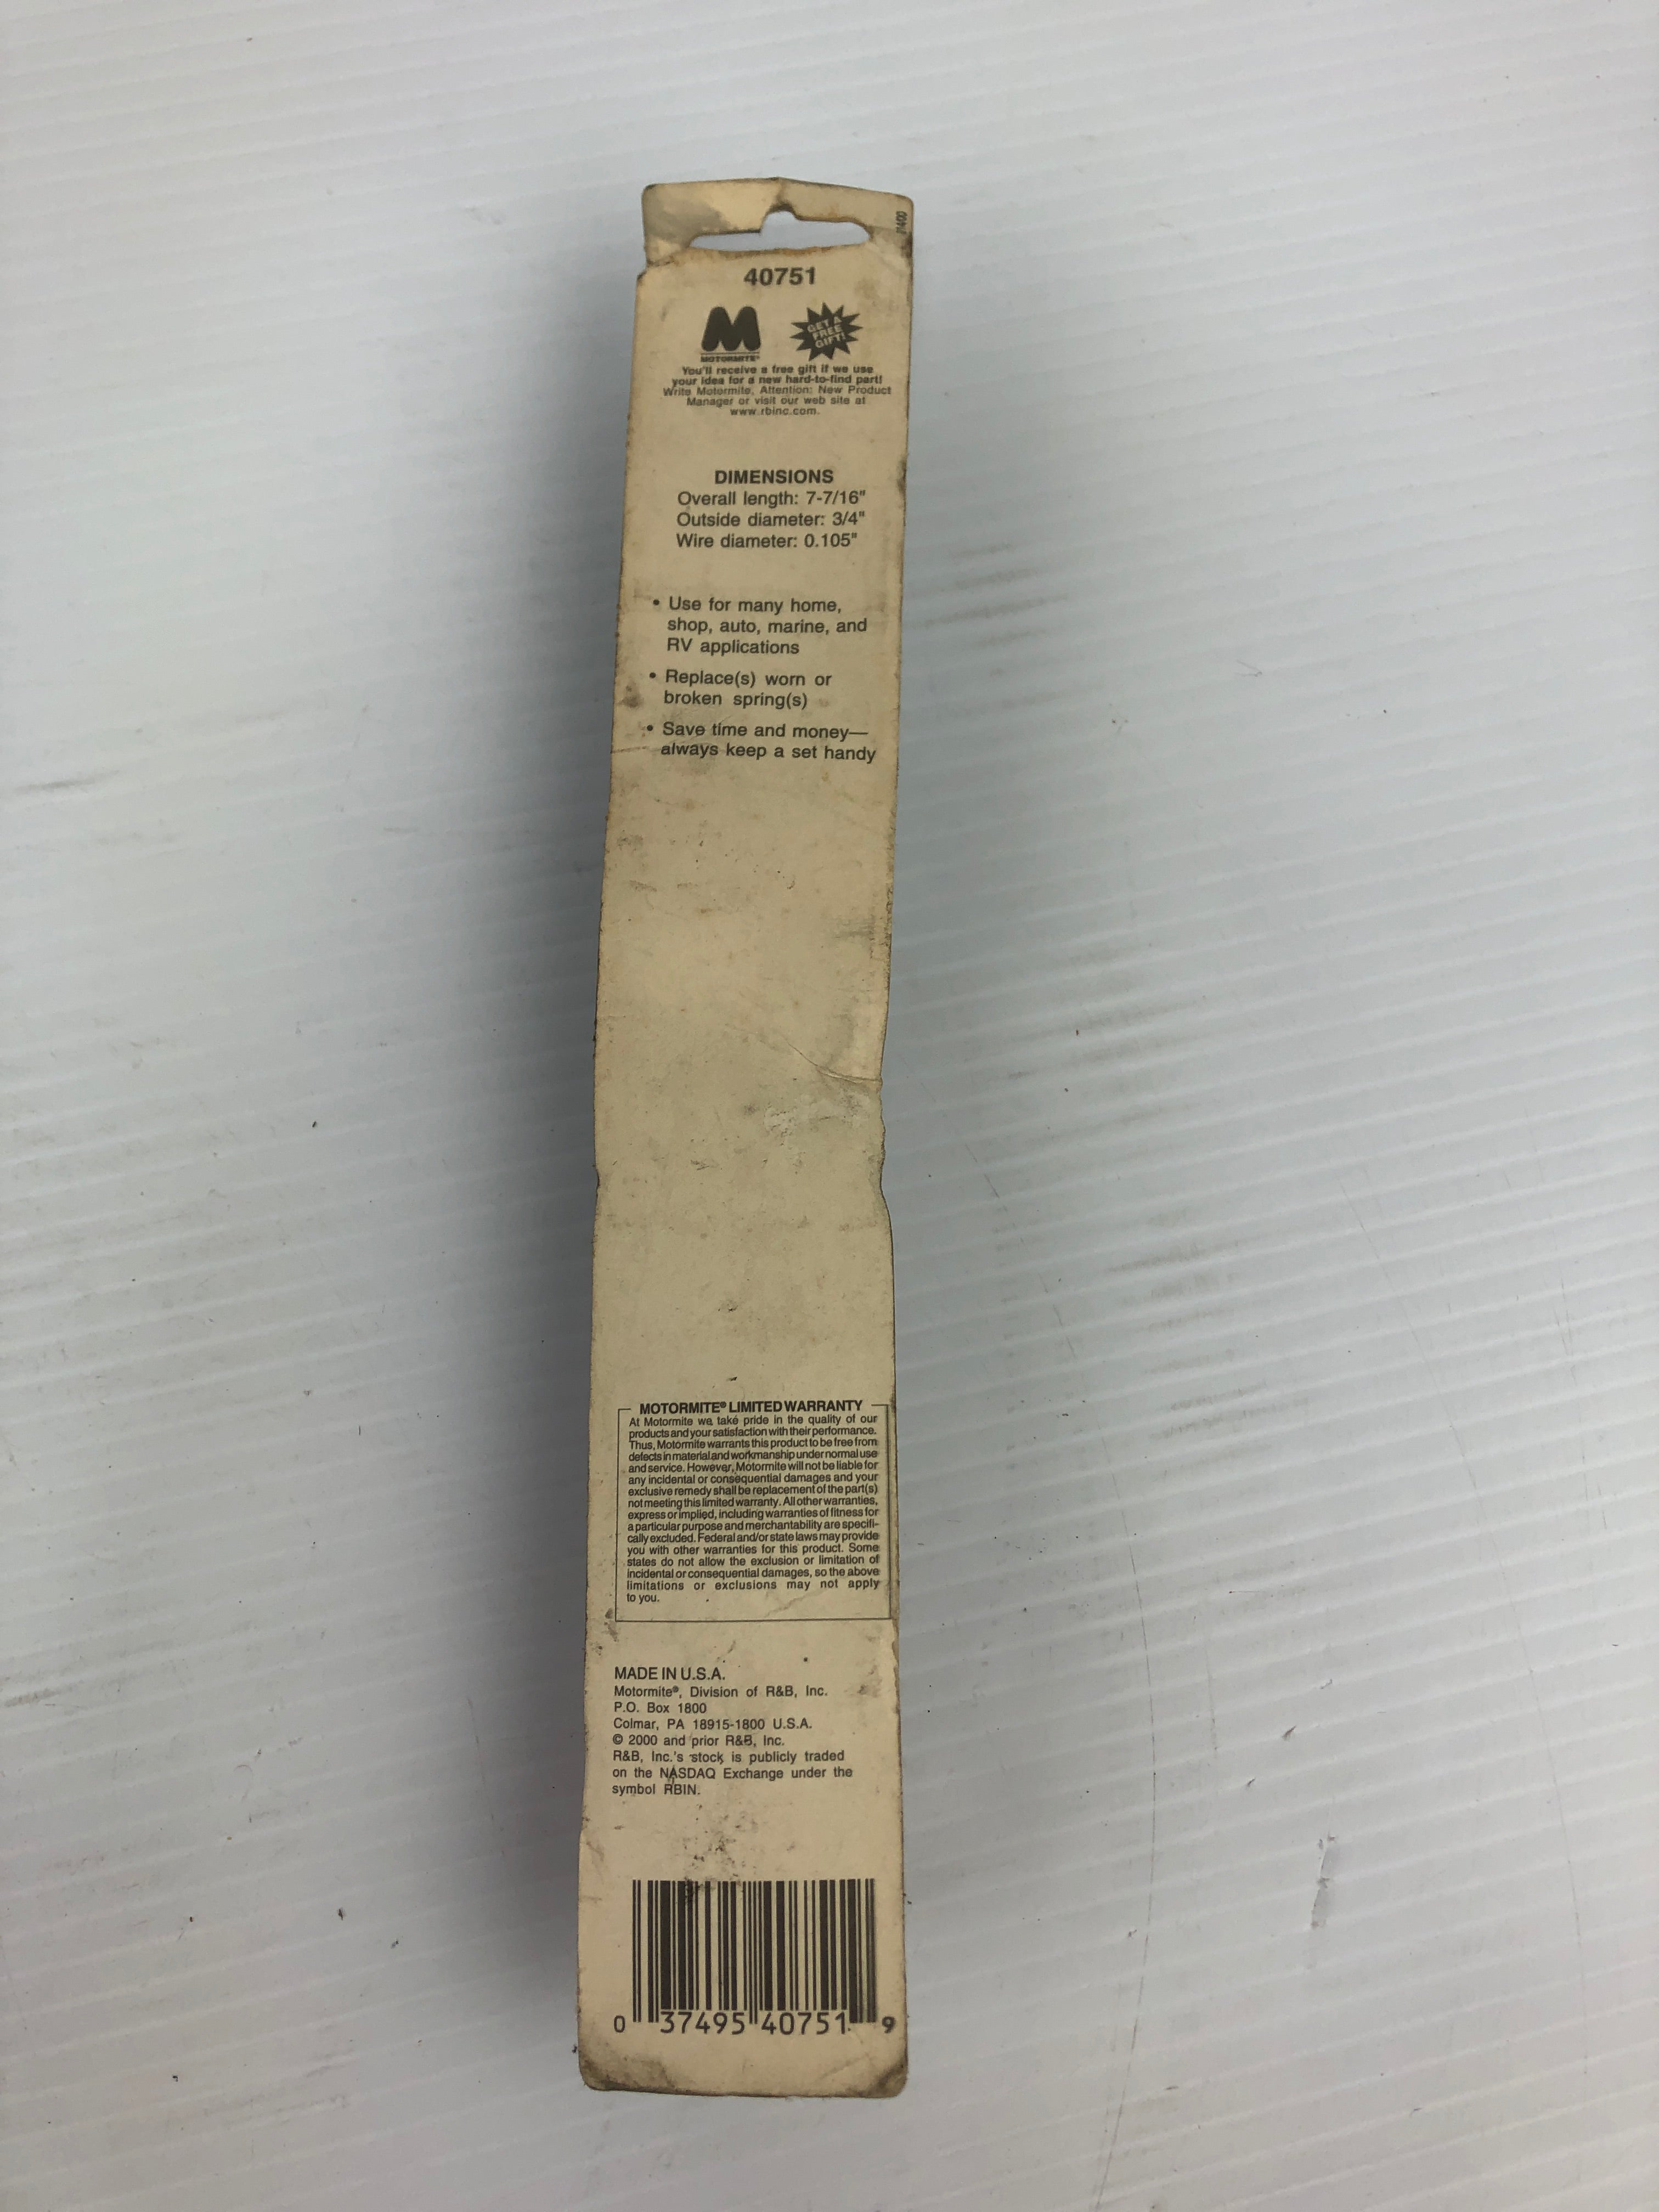 40751
MOTORMITE®
GET A
FREE
GIFT!
You'll receive a free gift if we use
your idea for a new hard-to-find part!
Write Motormite, Attention: New Product
Manager or visit our web site at
www.rbinc.com.
DIMENSIONS
Overall length: 7-7/16"
Outside diameter: 3/4"
Wire diameter: 0.105"
• Use for many home,
shop, auto, marine, and
RV applications
• Replace(s) worn or
broken spring(s)
• Save time and money—
always keep a set handy
MOTORMITE® LIMITED WARRANTY
At Motormite we take pride in the quality of our
products and your satisfaction with their performance.
Thus, Motormite warrants this product to be free from
defects in material and workmanship under normal use
and service. However, Motormite will not be liable for
any incidental or consequential damages and your
exclusive remedy shall be replacement of the part(s)
not meeting this limited warranty. All other warranties,
express or implied, including warranties of fitness for
a particular purpose and merchantability are specifi-
cally excluded. Federal and/or state laws may provide
you with other warranties for this product. Some
states do not allow the exclusion or limitation of
incidental or consequential damages, so the above
limitations or exclusions may not apply
to you.
MADE IN U.S.A.
Motormite®, Division of R&B, Inc.
P.O. Box 1800
Colmar, PA 18915-1800 U.S.A.
© 2000 and prior R&B, Inc.
R&B, Inc.'s stock is publicly traded
on the NASDAQ Exchange under the
symbol RBIN.
0 37495 40751 9